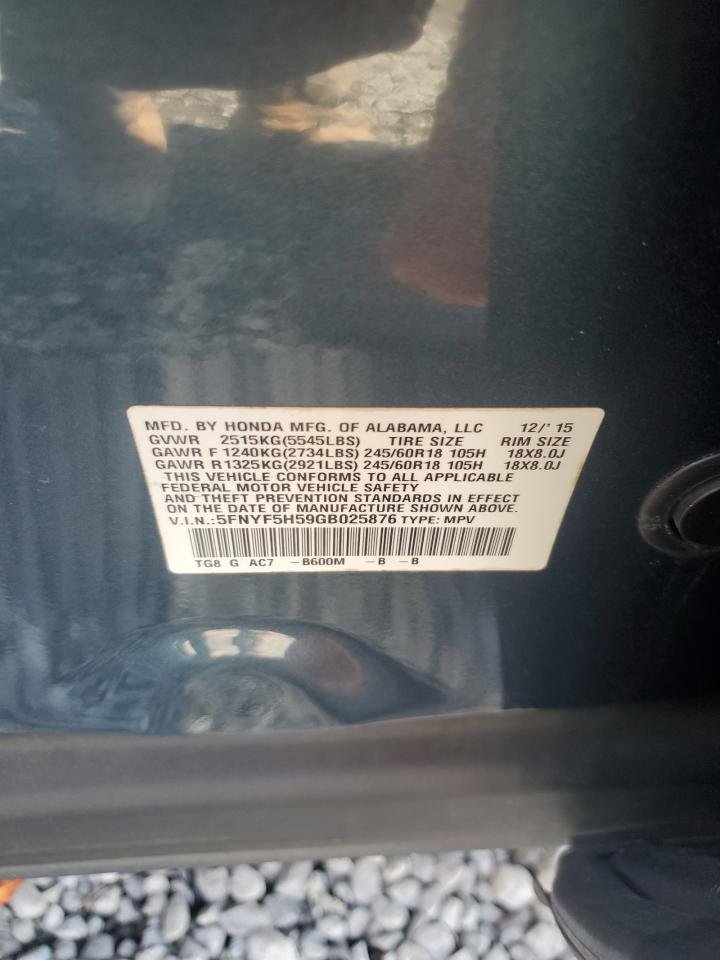 MFD. BY HONDA MFG. OF ALABAMA, LLC 12/' 15
GVWR 2515KG(5545LBS) TIRE SIZE RIM SIZE
GAWR F 1240KG(2734LBS) 245/60R18 105H 18X8.0J
GAWR R1325KG(2921LBS) 245/60R18 105H 18X8.0J
THIS VEHICLE CONFORMS TO ALL APPLICABLE
FEDERAL MOTOR VEHICLE SAFETY
AND THEFT PREVENTION STANDARDS IN EFFECT
ON THE DATE OF MANUFACTURE SHOWN ABOVE.
V.I.N.:5FNYF5H59GB025876 TYPE: MPV
TG8 G AC7 -B600M -B -B